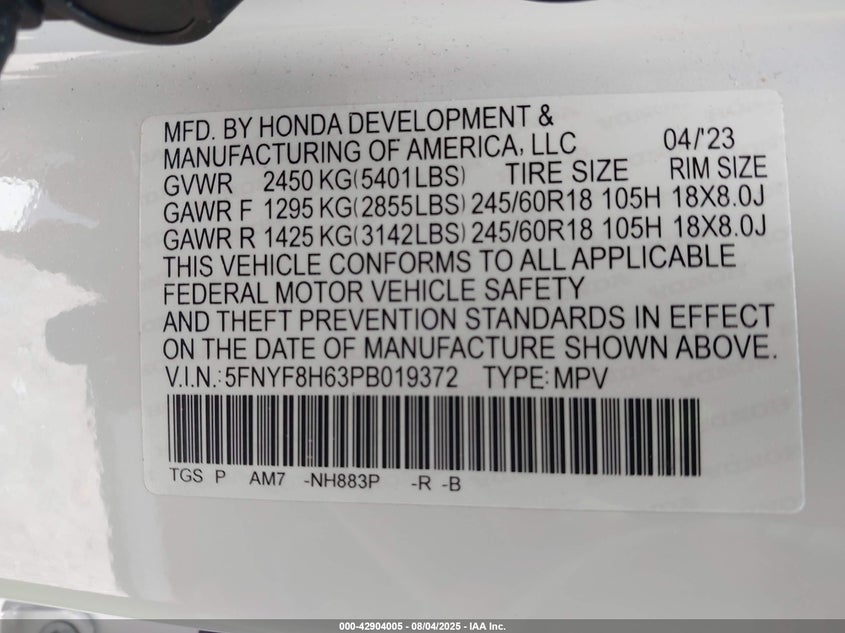 MFD. BY HONDA DEVELOPMENT &
MANUFACTURING OF AMERICA, LLC 04/'23
GVWR 2450 KG(5401LBS) TIRE SIZE RIM SIZE
GAWR F 1295 KG(2855LBS) 245/60R18 105H 18X8.0J
GAWR R 1425 KG(3142LBS) 245/60R18 105H 18X8.0J
THIS VEHICLE CONFORMS TO ALL APPLICABLE
FEDERAL MOTOR VEHICLE SAFETY
AND THEFT PREVENTION STANDARDS IN EFFECT
ON THE DATE OF MANUFACTURE SHOWN ABOVE.
V.I.N.:5FNYF8H63PB019372 TYPE:MPV
TGS P AM7 -NH883P -R -B
000-42904005 - 08/04/2025 - IAA Inc.